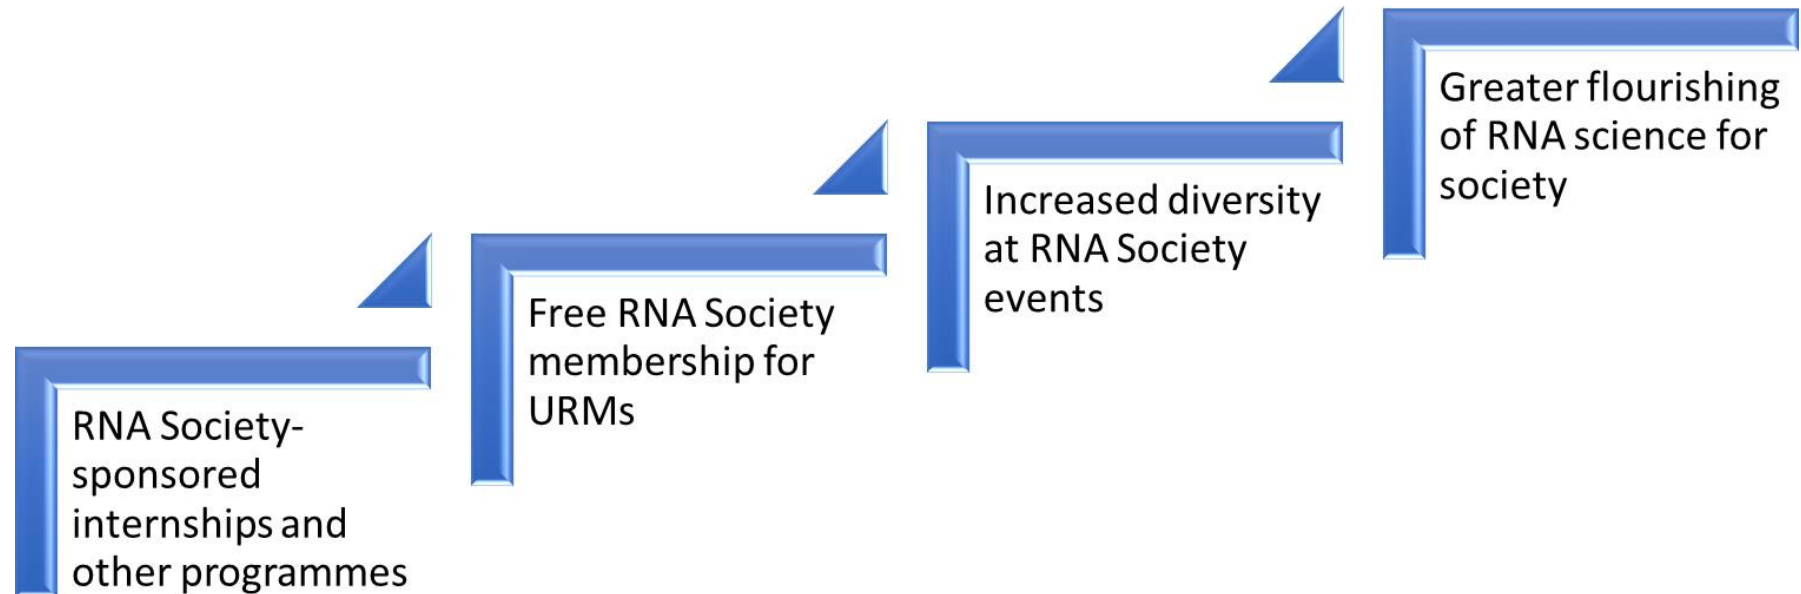 RNA Society-
sponsored
internships and
other programmes
Free RNA Society
membership for
URMs
Increased diversity
at RNA Society
events
Greater flourishing
of RNA science for
society